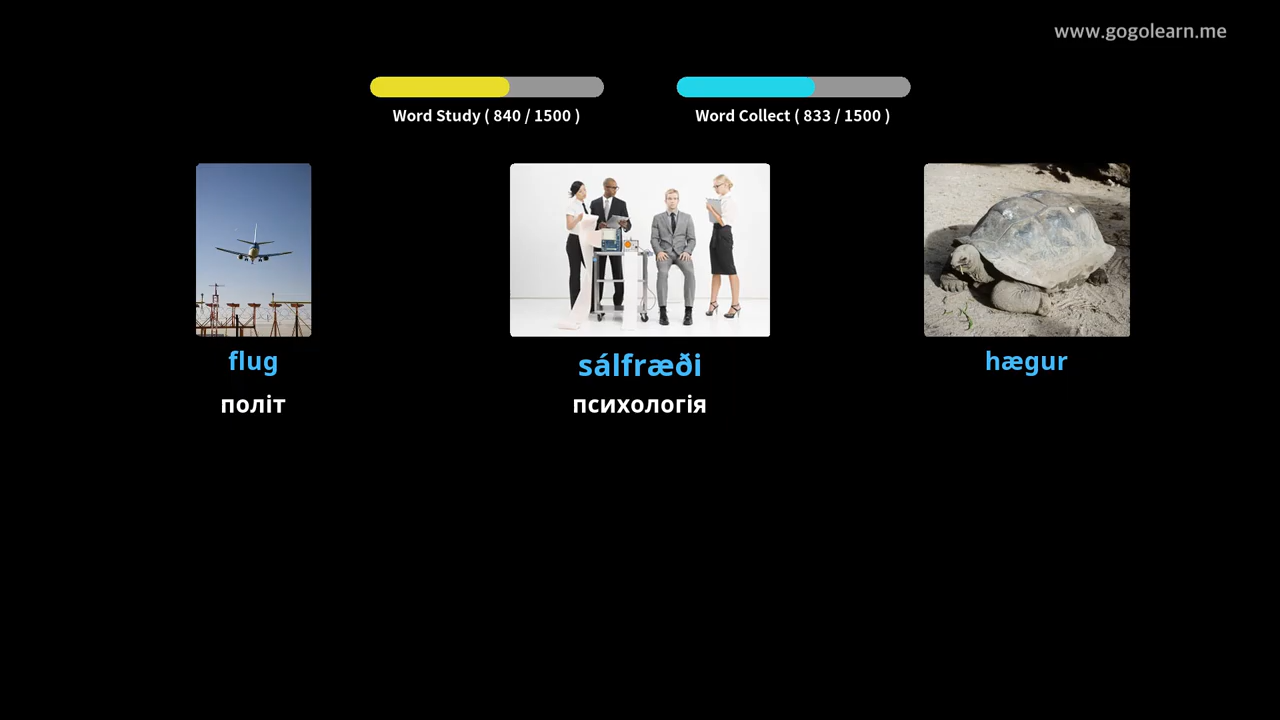 www.gogolearn.me
Word Study ( 840 / 1500 )
Word Collect ( 833 / 1500 )
flug
sálfræði
hægur
політ
психологія